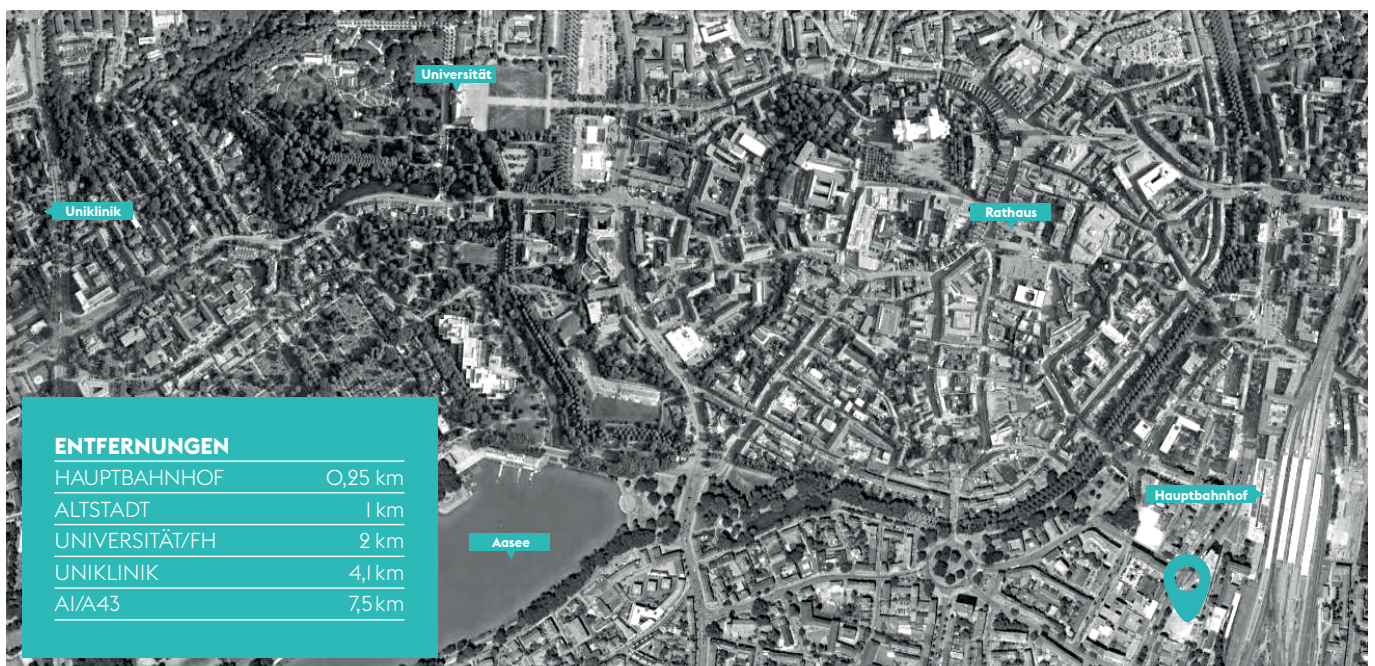 Universität
Uniklinik
Rathaus
ENTFERNUNGEN
HAUPTBAHNHOF 0,25 km
ALTSTADT 1 km
UNIVERSITÄT/FH 2 km
UNIKLINIK 4,1 km
A1/A43 7,5 km
Hauptbahnhof
Aasee